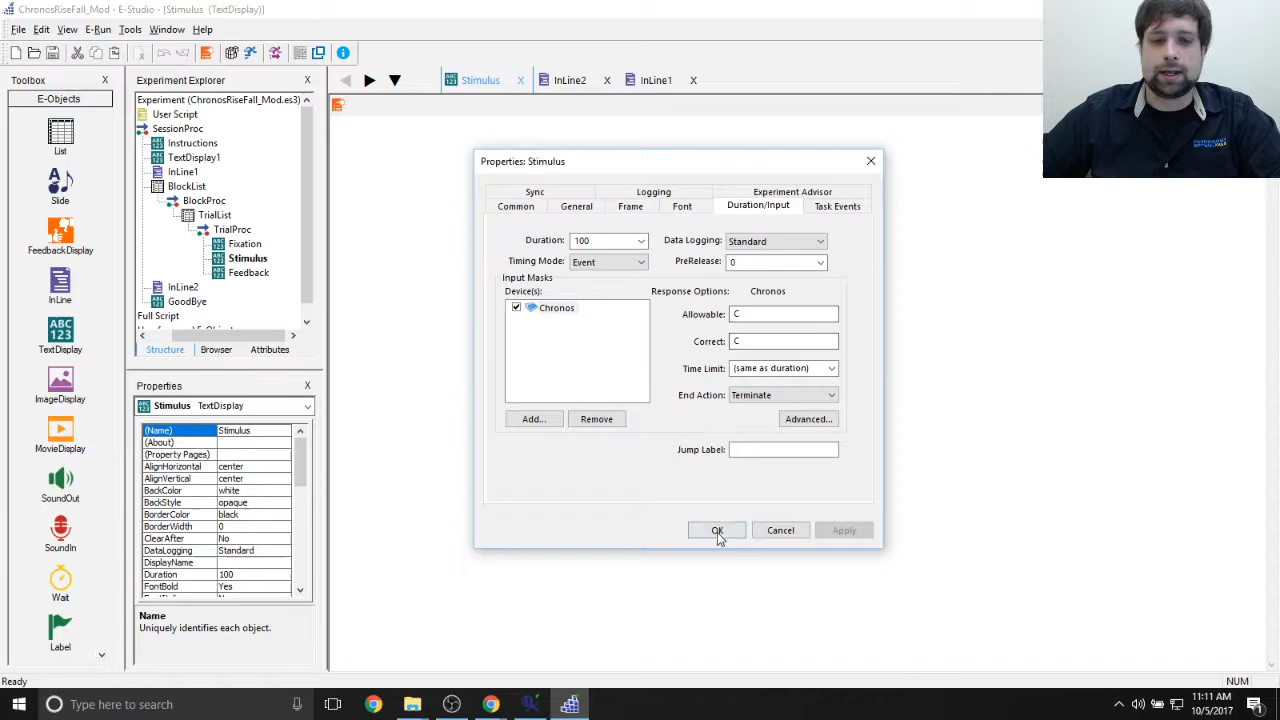 ChronosRiseFall_Mod - E-Studio - [Stimulus (TextDisplay)]
File Edit View E-Run Tools Window Help
Toolbox X
E-Objects
List
Slide
FeedbackDisplay
InLine
TextDisplay
ImageDisplay
MovieDisplay
SoundOut
SoundIn
Wait
Label
Experiment Explorer X
Experiment (ChronosRiseFall_Mod.es3)
User Script
SessionProc
Instructions
TextDisplay1
InLine1
BlockList
BlockProc
TrialList
TrialProc
Fixation
Stimulus
Feedback
InLine2
GoodBye
Full Script
Structure Browser Attributes
Properties X
Stimulus TextDisplay
(Name) Stimulus
(About)
(Property Pages)
AlignHorizontal center
AlignVertical center
BackColor white
BackStyle opaque
BorderColor black
BorderWidth 0
ClearAfter No
DataLogging Standard
DisplayName
Duration 100
FontBold Yes
Name
Uniquely identifies each object.
Stimulus X InLine2 X InLine1 X
Properties: Stimulus
Sync Logging Experiment Advisor
Common General Frame Font Duration/Input Task Events
Duration: 100 Data Logging: Standard
Timing Mode: Event PreRelease: 0
Input Masks
Device(s): Response Options: Chronos
Chronos
Allowable: C
Correct: C
Time Limit: (same as duration)
End Action: Terminate
Add... Remove Advanced...
Jump Label:
OK Cancel Apply
Ready NUM
Type here to search
11:11 AM
10/5/2017